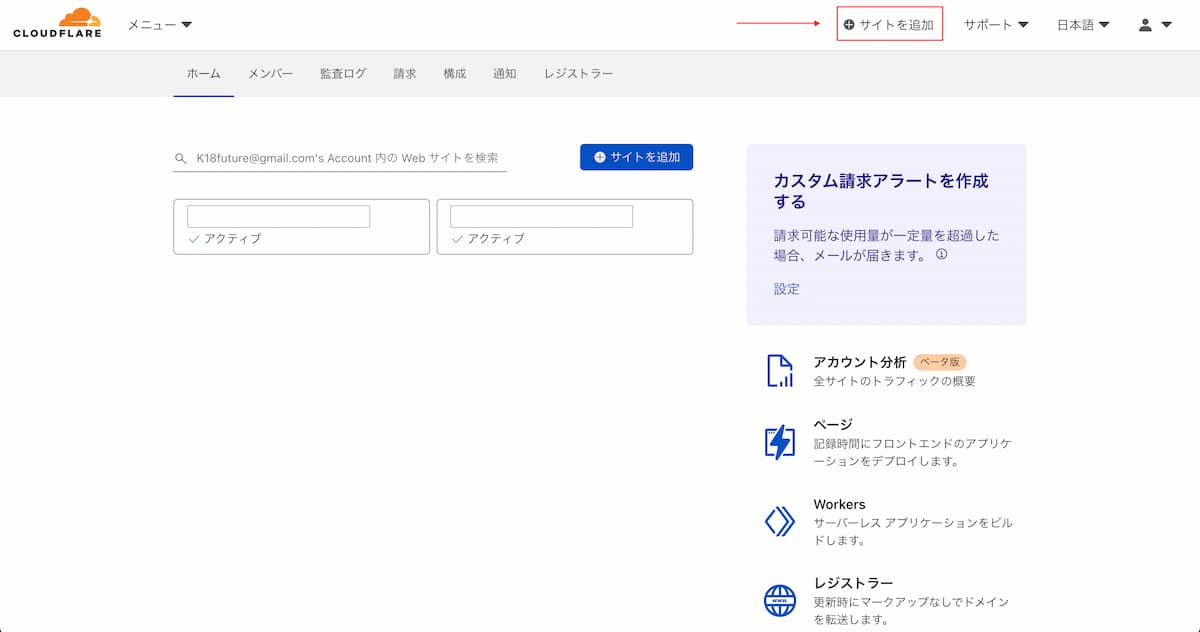 CLOUDFLARE
メニュー
サイトを追加
サポート
日本語
ホーム
メンバー
監査ログ
請求
構成
通知
レジストラー
K18future@gmail.com's Account 内の Web サイトを検索
サイトを追加
アクティブ
アクティブ
カスタム請求アラートを作成
する
請求可能な使用量が一定量を超過した
場合、メールが届きます。
設定
アカウント分析 ベータ版
全サイトのトラフィックの概要
ページ
記録時間にフロントエンドのアプリケ
ーションをデプロイします。
Workers
サーバーレス アプリケーションをビル
ドします。
WWW
レジストラー
更新時にマークアップなしでドメイン
を転送します。